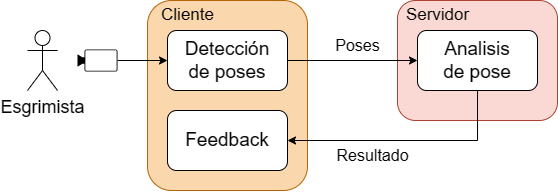 Cliente
Servidor
Detección
de poses
Poses
Analisis
de pose
Esgrimista
Feedback
Resultado